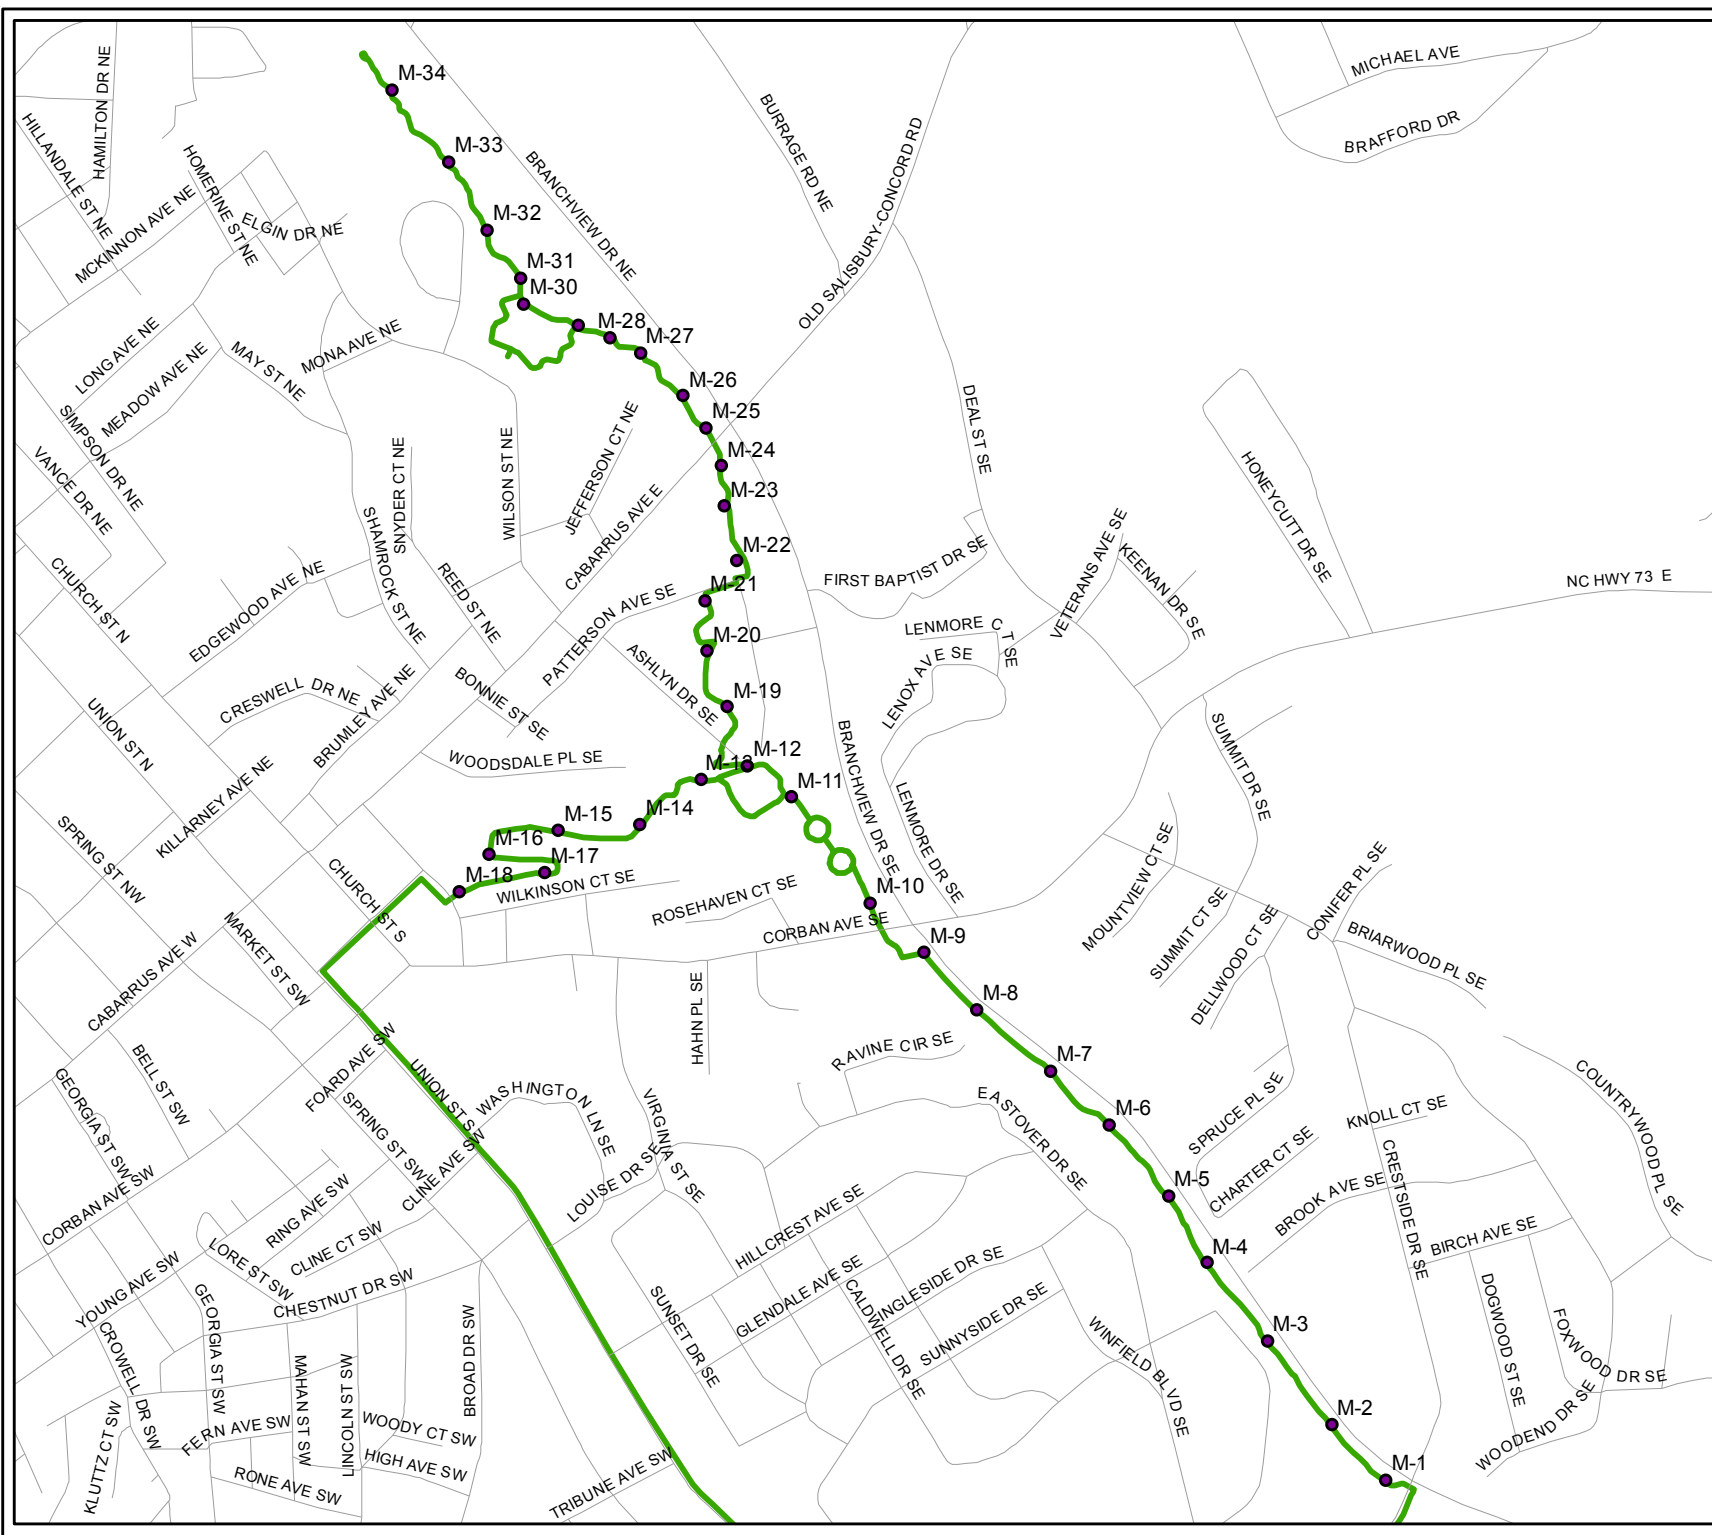 MICHAEL AVE
BRAFFORD DR
HAMILTON DR NE
HILLANDALE ST NE
HOMERINE ST NE
MCKINNON AVE NE
ELGIN DR NE
M-34
M-33
M-32
M-31
M-30
M-28
M-27
M-26
M-25
M-24
M-23
M-22
M-21
M-20
M-19
BRANCHVIEW DR NE
BURRAGE RD NE
OLD SALISBURY-CONCORD RD
LONG AVE NE
MEADOW AVE NE
MAY ST NE
MONA AVE NE
SIMPSON DR NE
VANCE DR NE
SNYDER CT NE
SHAMROCK ST NE
WILSON ST NE
JEFFERSON CT NE
CABARRUS AVE E
DEAL ST SE
HONEYCUTT DR SE
NC HWY 73 E
CHURCH ST N
EDGEWOOD AVE NE
REED ST NE
PATTERSON AVE SE
FIRST BAPTIST DR SE
VETERANS AVE SE
KEENAN DR SE
LENMORE CT SE
LENOX AVE SE
ASHLYN DR SE
BONNIE ST SE
CRESWELL DR NE
BRUMLEY AVE NE
UNION ST N
WOODSDALE PL SE
KILLARNEY AVE NE
SPRING ST NW
M-12
M-13
M-11
M-14
M-15
M-16
M-17
M-18
BRANCHVIEW DR SE
LENMORE DR SE
SUMMIT DR SE
MOUNTVIEW CT SE
SUMMIT CT SE
DELLWOOD CT SE
CONIFER PL SE
BRIARWOOD PL SE
WILKINSON CT SE
ROSEHAVEN CT SE
CORBAN AVE SE
M-10
M-9
M-8
M-7
M-6
M-5
M-4
M-3
M-2
M-1
CHURCH ST S
MARKET ST SW
CABARRUS AVE W
HAHN PL SE
RAVINE CIR SE
EASTOVER DR SE
BELL ST SW
GEORGIA ST SW
FOARD AVE SW
UNION ST S
SPRING ST SW
WASHINGTON LN SE
VIRGINIA ST SE
LOUISE DR SE
CLINE AVE SW
CORBAN AVE SW
RING AVE SW
LORE ST SW
CLINE CT SW
YOUNG AVE SW
CHESTNUT DR SW
GEORGIA ST SW
CROWELL DR SW
KLUTTZ CT SW
FERN AVE SW
MAHAN ST SW
LINCOLN ST SW
WOODY CT SW
HIGH AVE SW
RONE AVE SW
BROAD DR SW
TRIBUNE AVE SW
HILLCREST AVE SE
GLENDALE AVE SE
SUNSET DR SE
CALDWELL DR SE
INGLESIDE DR SE
SUNNYSIDE DR SE
WINFIELD BLVD SE
SPRUCE PL SE
CHARTER CT SE
KNOLL CT SE
BROOK AVE SE
CRESTSIDE DR SE
BIRCH AVE SE
COUNTRYWOOD PL SE
DOGWOOD ST SE
FOXWOOD DR SE
WOODEND DR SE